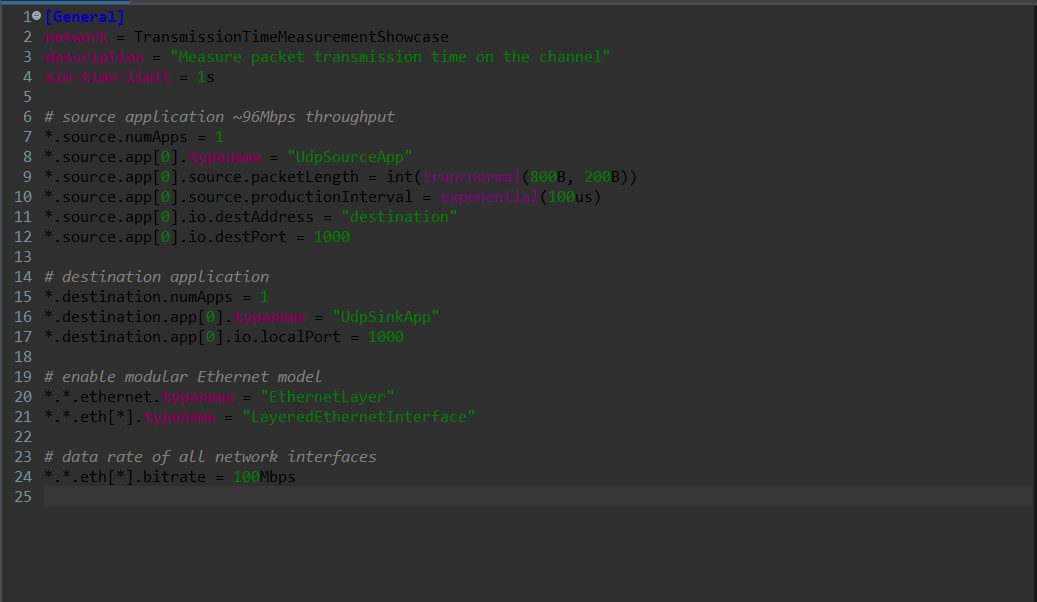 1 [General]
2 network = TransmissionTimeMeasurementShowcase
3 description = "Measure packet transmission time on the channel"
4 sim-time-limit = 1s
5
6 # source application ~96Mbps throughput
7 *.source.numApps = 1
8 *.source.app[0].typename = "UdpSourceApp"
9 *.source.app[0].source.packetLength = int(truncnormal(800B, 200B))
10 *.source.app[0].source.productionInterval = exponential(100us)
11 *.source.app[0].io.destAddress = "destination"
12 *.source.app[0].io.destPort = 1000
13
14 # destination application
15 *.destination.numApps = 1
16 *.destination.app[0].typename = "UdpSinkApp"
17 *.destination.app[0].io.localPort = 1000
18
19 # enable modular Ethernet model
20 *.*.ethernet.typename = "EthernetLayer"
21 *.*.eth[*].typename = "LayeredEthernetInterface"
22
23 # data rate of all network interfaces
24 *.*.eth[*].bitrate = 100Mbps
25